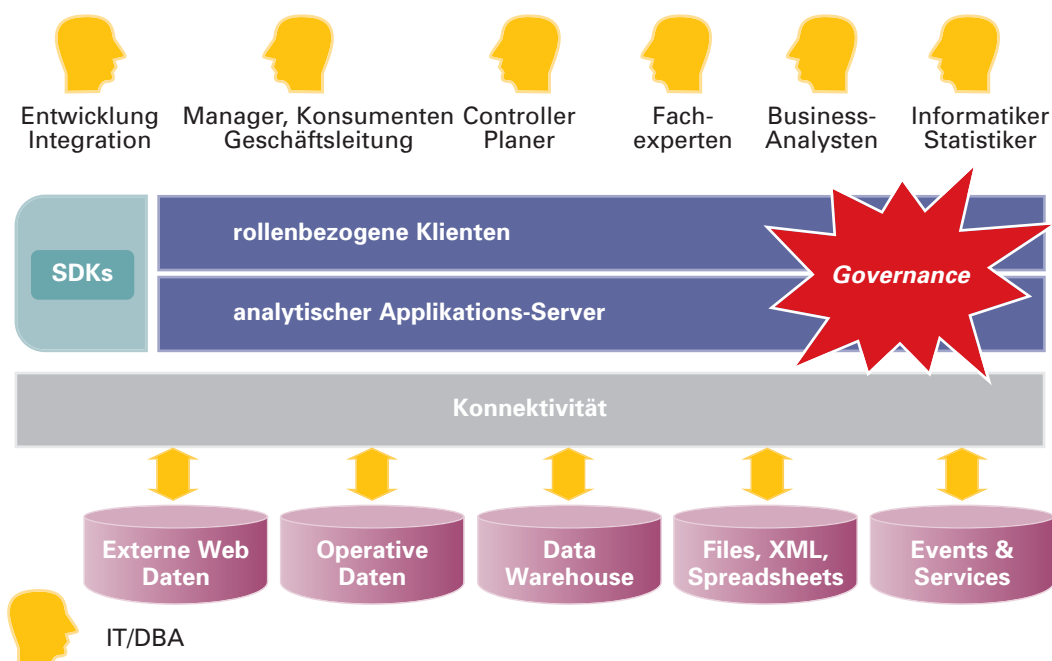 Entwicklung
Integration
Manager, Konsumenten
Geschäftsleitung
Controller
Planer
Fach-
experten
Business-
Analysten
Informatiker
Statistiker
SDKs
rollenbezogene Klienten
analytischer Applikations-Server
Governance
Konnektivität
Externe Web
Daten
Operative
Daten
Data
Warehouse
Files, XML,
Spreadsheets
Events &
Services
IT/DBA